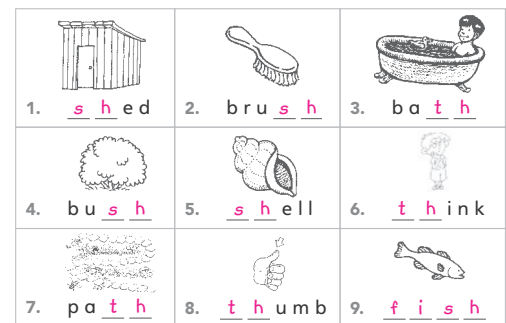 1. shed
2. brush
3. bath
4. bush
5. shell
6. think
7. path
8. thumb
9. fish